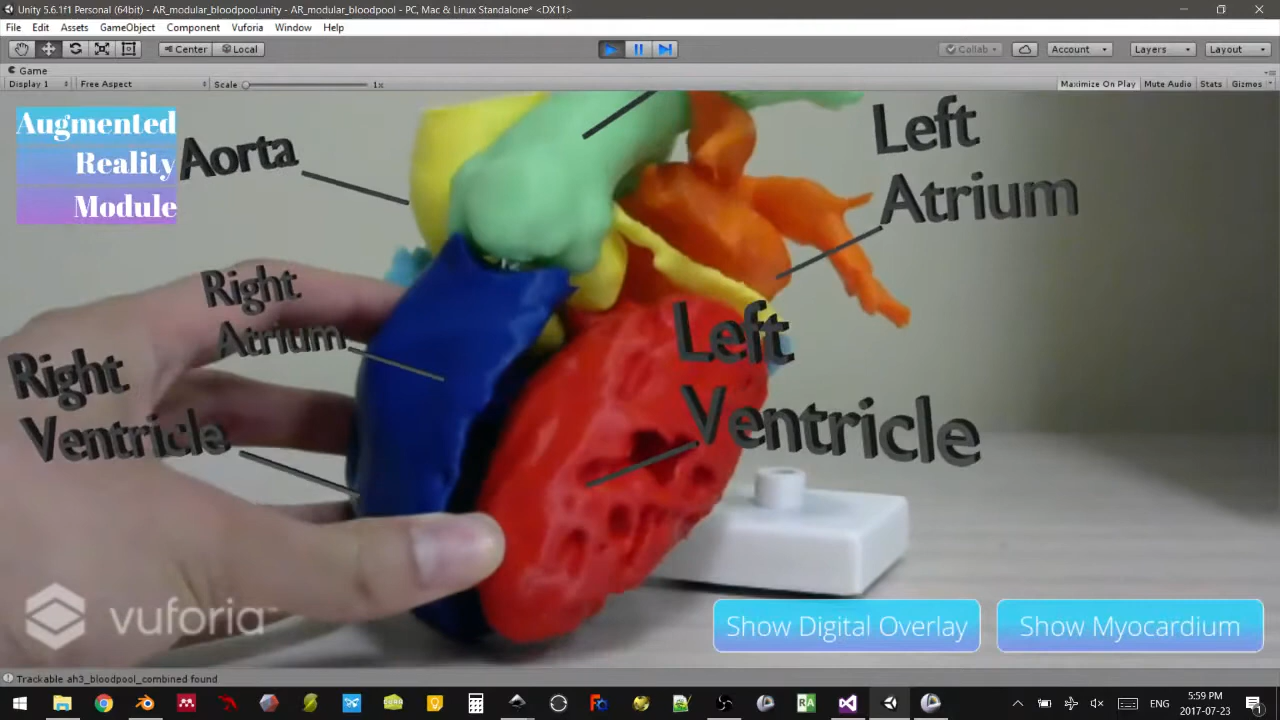 Unity 5.6.1f1 Personal (64bit) - AR_modular_bloodpool.unity - AR_modular_bloodpool - PC, Mac & Linux Standalone* <DX11>
File Edit Assets GameObject Component Vuforia Window Help
Center Local Collab Account Layers Layout
Game
Display 1 Free Aspect Scale 1x Maximize On Play Mute Audio Stats Gizmos
Augmented
Reality
Module
Aorta
Left
Atrium
Right
Atrium
Left
Ventricle
Right
Ventricle
vuforia™
Show Digital Overlay Show Myocardium
Trackable ah3_bloodpool_combined found
ENG 5:59 PM
2017-07-23